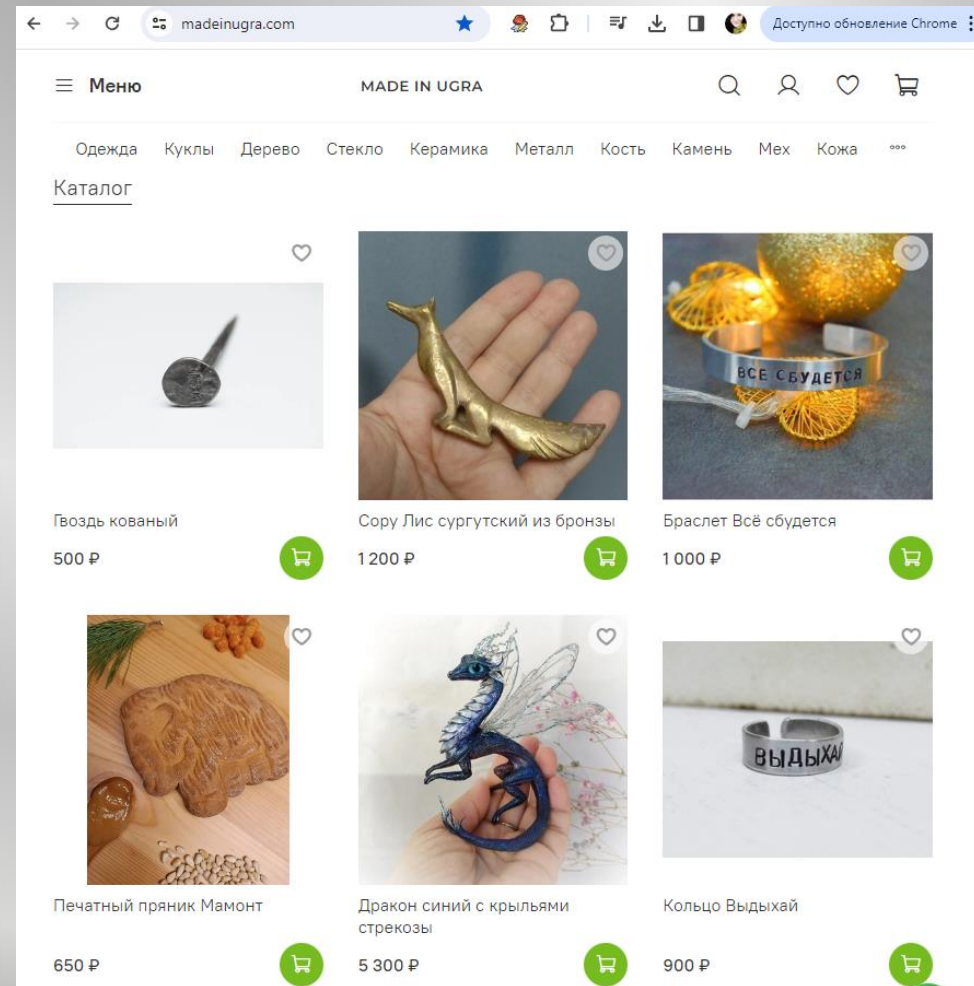 madeinugra.com
Доступно обновление Chrome
Меню
MADE IN UGRA
Одежда Куклы Дерево Стекло Керамика Металл Кость Камень Мех Кожа
Каталог
ВСЕ СБУДЕТСЯ
Гвоздь кованый
500 ₽
Сору Лис сургутский из бронзы
1 200 ₽
Браслет Всё сбудется
1 000 ₽
ВЫДЫХАЙ
Печатный пряник Мамонт
650 ₽
Дракон синий с крыльями
стрекозы
5 300 ₽
Кольцо Выдыхай
900 ₽